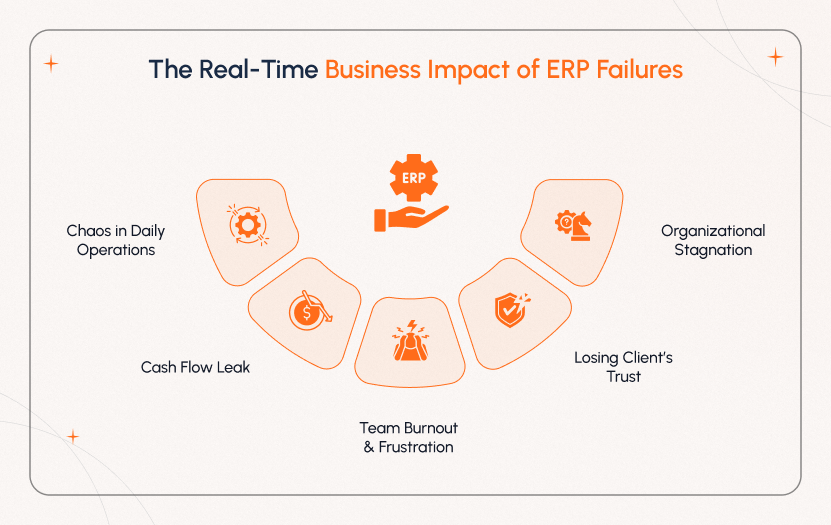 The Real-Time Business Impact of ERP Failures
ERP
Chaos in Daily
Operations
$
Cash Flow Leak
Team Burnout
& Frustration
Losing Client's
Trust
?
Organizational
Stagnation